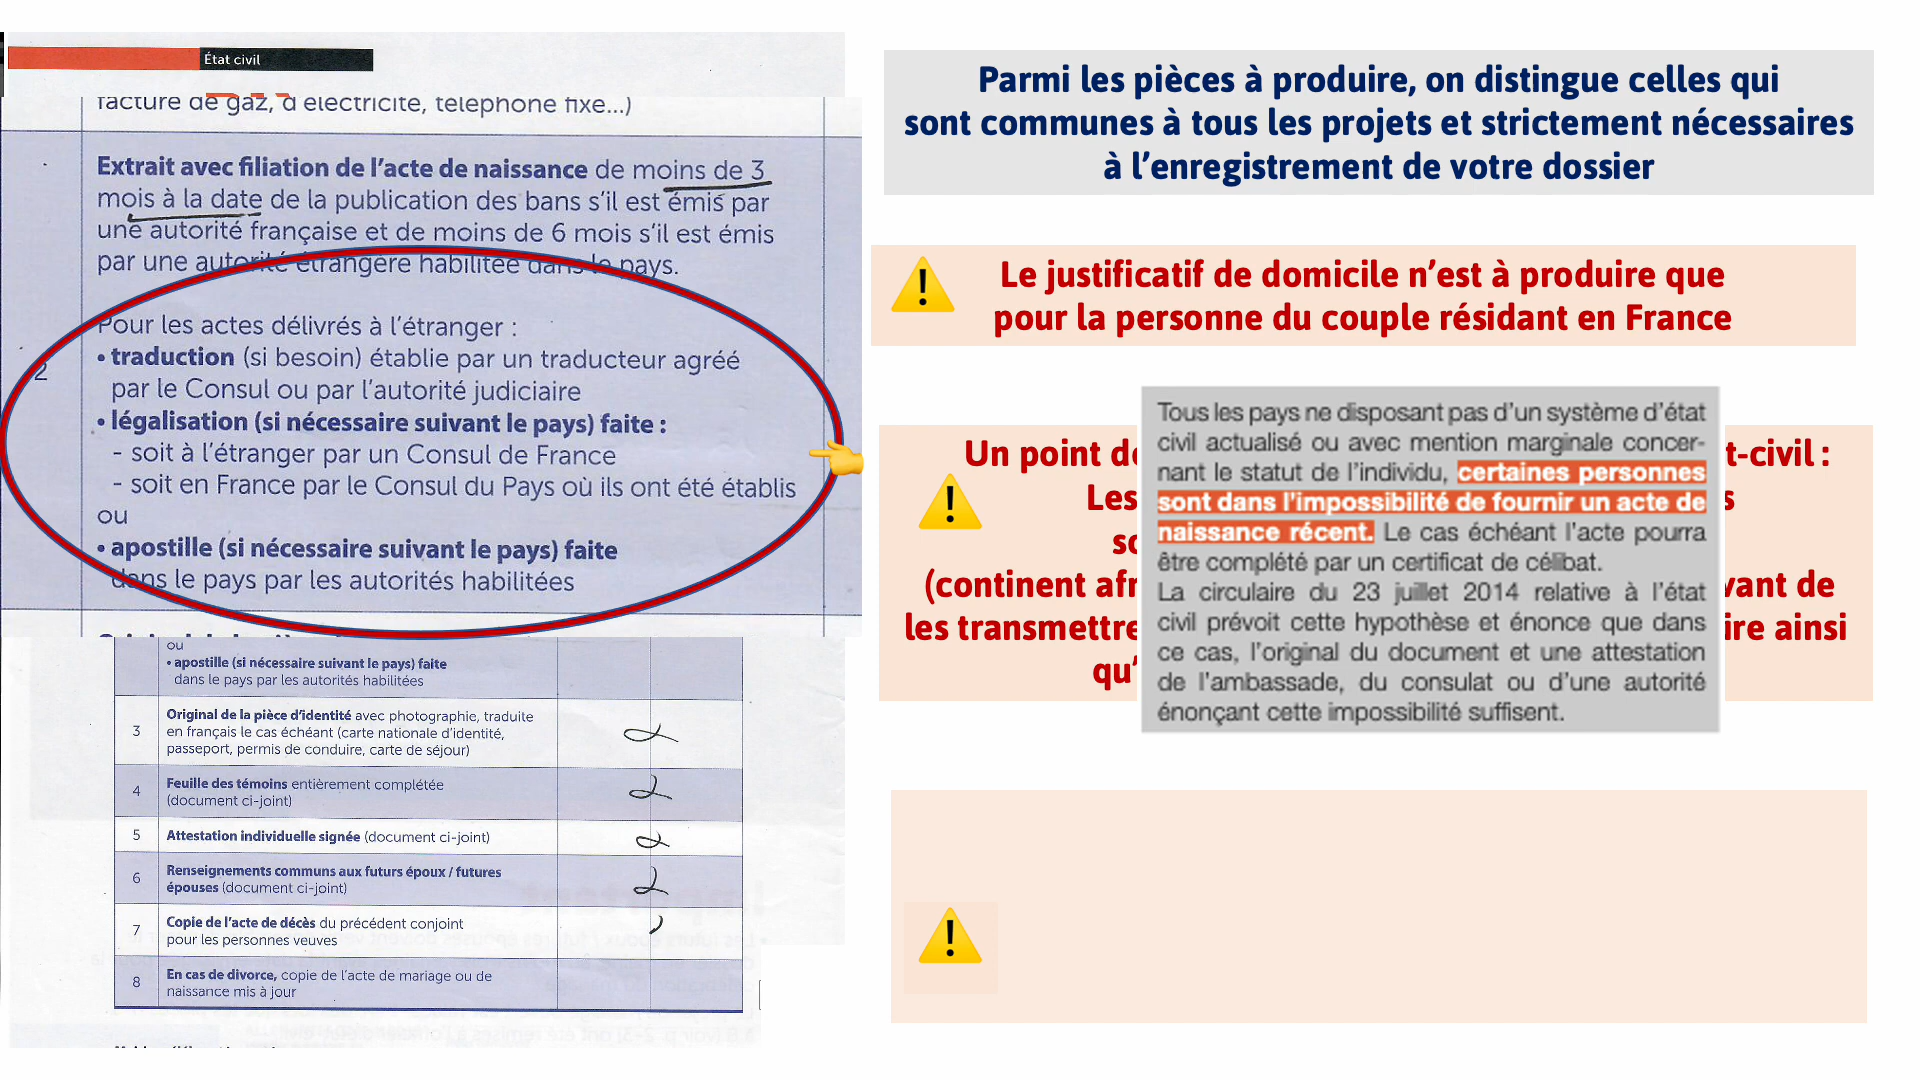 État civil
facture de gaz, d'électricité, téléphone fixe...)
Extrait avec filiation de l'acte de naissance de moins de 3
mois à la date de la publication des bans s'il est émis par
une autorité française et de moins de 6 mois s'il est émis
par une autorité étrangère habilitée dans le pays.
2
Pour les actes délivrés à l'étranger :
• traduction (si besoin) établie par un traducteur agréé
par le Consul ou par l'autorité judiciaire
• légalisation (si nécessaire suivant le pays) faite :
- soit à l'étranger par un Consul de France
- soit en France par le Consul du Pays où ils ont été établis
ou
• apostille (si nécessaire suivant le pays) faite
dans le pays par les autorités habilitées
ou
• apostille (si nécessaire suivant le pays) faite
dans le pays par les autorités habilitées
3
Original de la pièce d'identité avec photographie, traduite
en français le cas échéant (carte nationale d'identité,
passeport, permis de conduire, carte de séjour)
4
Feuille des témoins entièrement complétée
(document ci-joint)
5
Attestation individuelle signée (document ci-joint)
6
Renseignements communs aux futurs époux / futures
épouses (document ci-joint)
7
Copie de l'acte de décès du précédent conjoint
pour les personnes veuves
8
En cas de divorce, copie de l'acte de mariage ou de
naissance mis à jour
Parmi les pièces à produire, on distingue celles qui
sont communes à tous les projets et strictement nécessaires
à l'enregistrement de votre dossier
Le justificatif de domicile n'est à produire que
pour la personne du couple résidant en France
Un point
t-civil :
Les
(continent
vant de
les transmettre
ire ainsi
qu'
Tous les pays ne disposant pas d'un système d'état
civil actualisé ou avec mention marginale concer-
nant le statut de l'individu, certaines personnes
sont dans l'impossibilité de fournir un acte de
naissance récent. Le cas échéant l'acte pourra
être complété par un certificat de célibat.
La circulaire du 23 juillet 2014 relative à l'état
civil prévoit cette hypothèse et énonce que dans
ce cas, l'original du document et une attestation
de l'ambassade, du consulat ou d'une autorité
énonçant cette impossibilité suffisent.